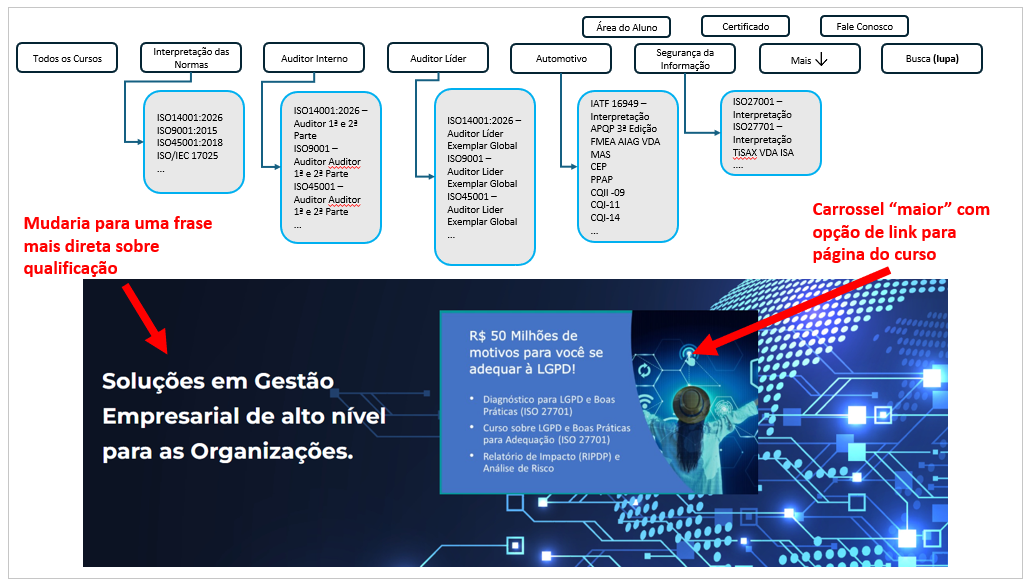 Área do Aluno
Certificado
Fale Conosco
Todos os Cursos
Interpretação das
Normas
Auditor Interno
Auditor Líder
Automotivo
Segurança da
Informação
Mais
Busca (lupa)
ISO14001:2026
ISO9001:2015
ISO45001:2018
ISO/IEC 17025
...
ISO14001:2026 –
Auditor 1ª e 2ª
Parte
ISO9001 –
Auditor Auditor
1ª e 2ª Parte
ISO45001 –
Auditor Auditor
1ª e 2ª Parte
...
ISO14001:2026 –
Auditor Líder
Exemplar Global
ISO9001 –
Auditor Lider
Exemplar Global
ISO45001 –
Auditor Lider
Exemplar Global
...
IATF 16949 –
Interpretação
APQP 3ª Edição
FMEA AIAG VDA
MAS
CEP
PPAP
CQII -09
CQI-11
CQI-14
...
ISO27001 –
Interpretação
ISO27701 –
Interpretação
TiSAX VDA ISA
....
Mudaria para uma frase
mais direta sobre
qualificação
Carrossel “maior” com
opção de link para
página do curso
Soluções em Gestão
Empresarial de alto nível
para as Organizações.
R$ 50 Milhões de
motivos para você se
adequar à LGPD!
• Diagnóstico para LGPD e Boas
Práticas (ISO 27701)
• Curso sobre LGPD e Boas Práticas
para Adequação (ISO 27701)
• Relatório de Impacto (RIPDP) e
Análise de Risco